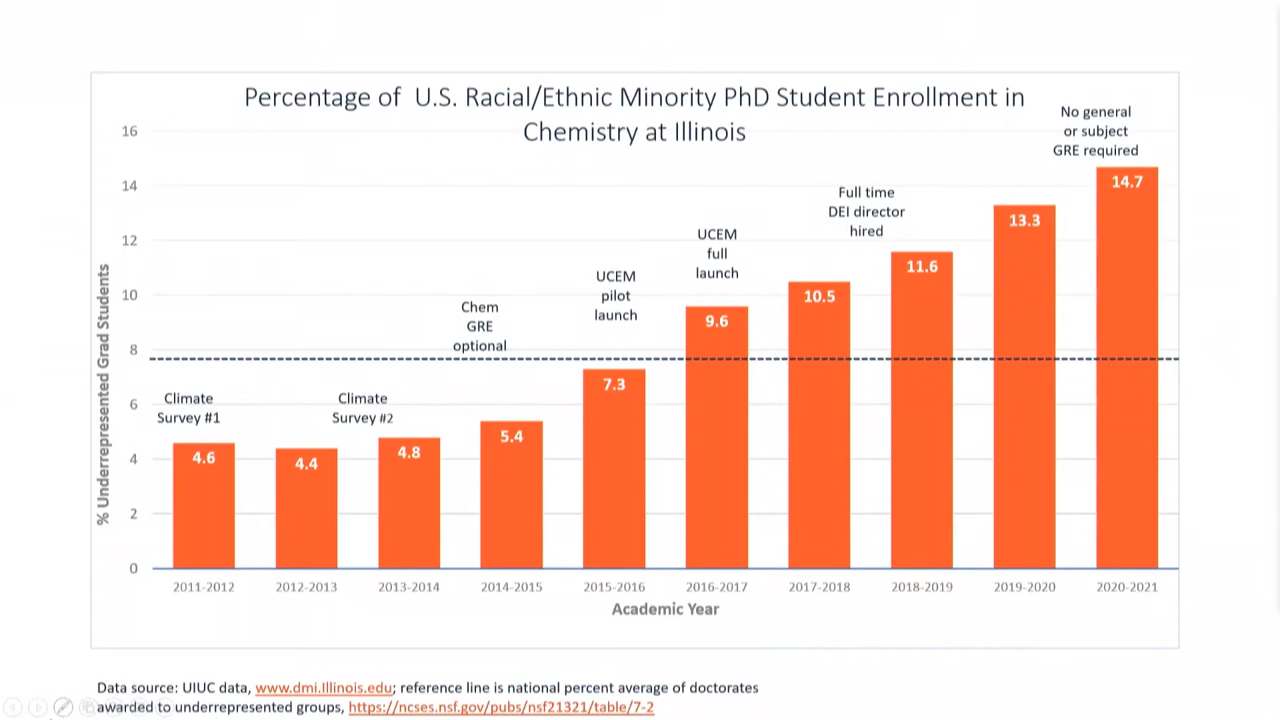 Percentage of U.S. Racial/Ethnic Minority PhD Student Enrollment in
Chemistry at Illinois
% Underrepresented Grad Students
16
14
12
10
8
6
4
2
0
Climate
Survey #1
Climate
Survey #2
Chem
GRE
optional
UCEM
pilot
launch
UCEM
full
launch
Full time
DEI director
hired
No general
or subject
GRE required
4.6
4.4
4.8
5.4
7.3
9.6
10.5
11.6
13.3
14.7
2011-2012
2012-2013
2013-2014
2014-2015
2015-2016
2016-2017
2017-2018
2018-2019
2019-2020
2020-2021
Academic Year
Data source: UIUC data, www.dmi.Illinois.edu; reference line is national percent average of doctorates
awarded to underrepresented groups, https://ncses.nsf.gov/pubs/nsf21321/table/7-2